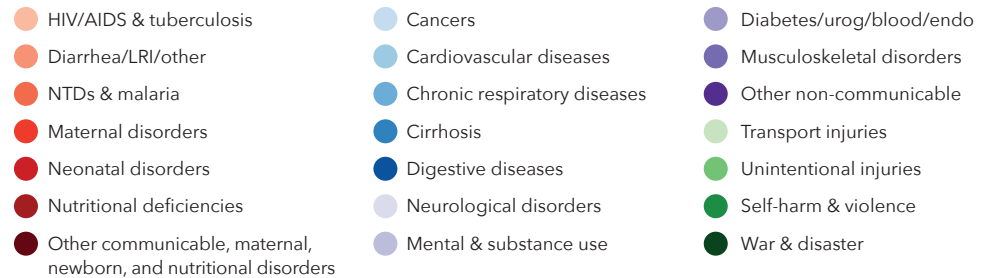 HIV/AIDS & tuberculosis
Diarrhea/LRI/other
NTDs & malaria
Maternal disorders
Neonatal disorders
Nutritional deficiencies
Other communicable, maternal,
newborn, and nutritional disorders
Cancers
Cardiovascular diseases
Chronic respiratory diseases
Cirrhosis
Digestive diseases
Neurological disorders
Mental & substance use
Diabetes/urog/blood/endo
Musculoskeletal disorders
Other non-communicable
Transport injuries
Unintentional injuries
Self-harm & violence
War & disaster